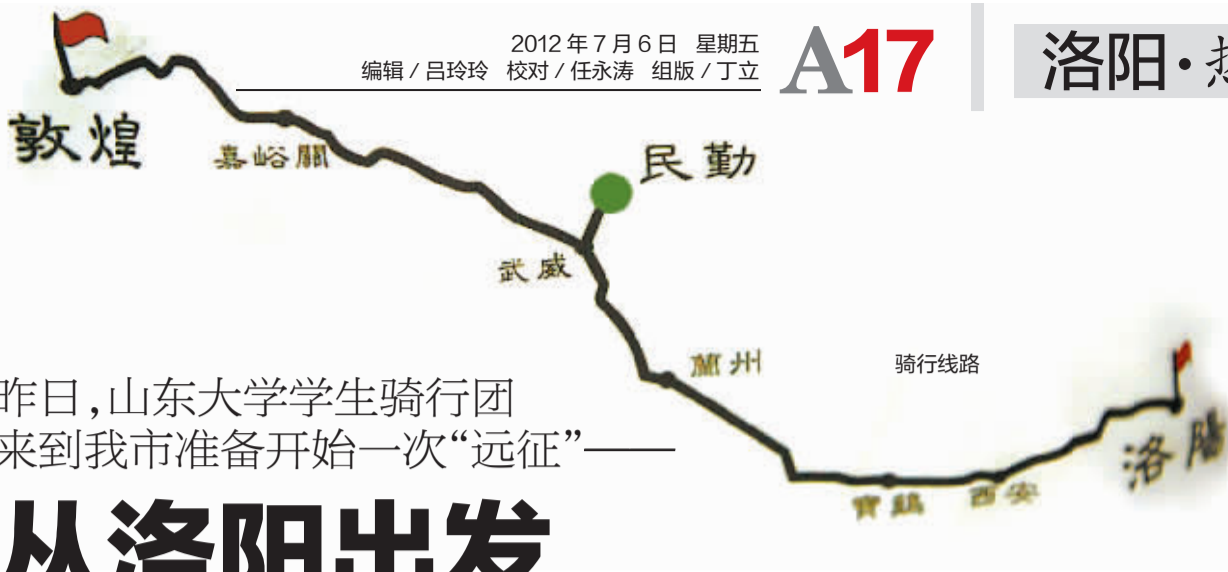 2012年7月6日 星期五
编辑/吕玲玲 校对/任永涛 组版/丁立
A17
洛阳·
敦煌
嘉峪關
民勤
武威
蘭州
骑行线路
洛陽
寶鷄 西安
昨日,山东大学学生骑行团
来到我市准备开始一次“远征”——
从洛阳出发